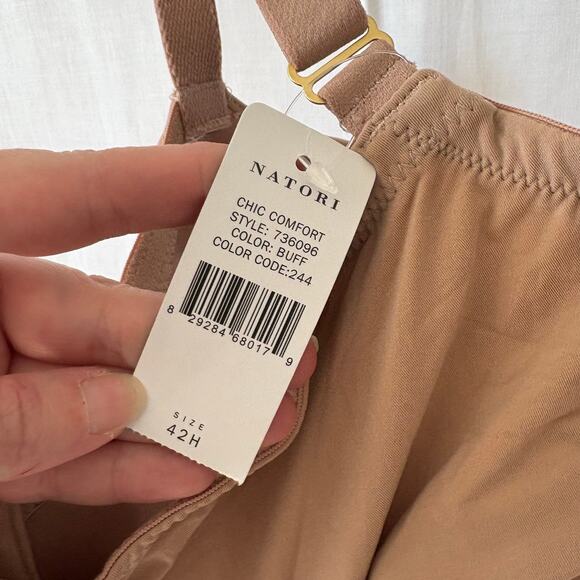 NATORI
CHIC COMFORT
STYLE: 736096
COLOR: BUFF
COLOR CODE:244
8 29284 68017 9
SIZE
42H